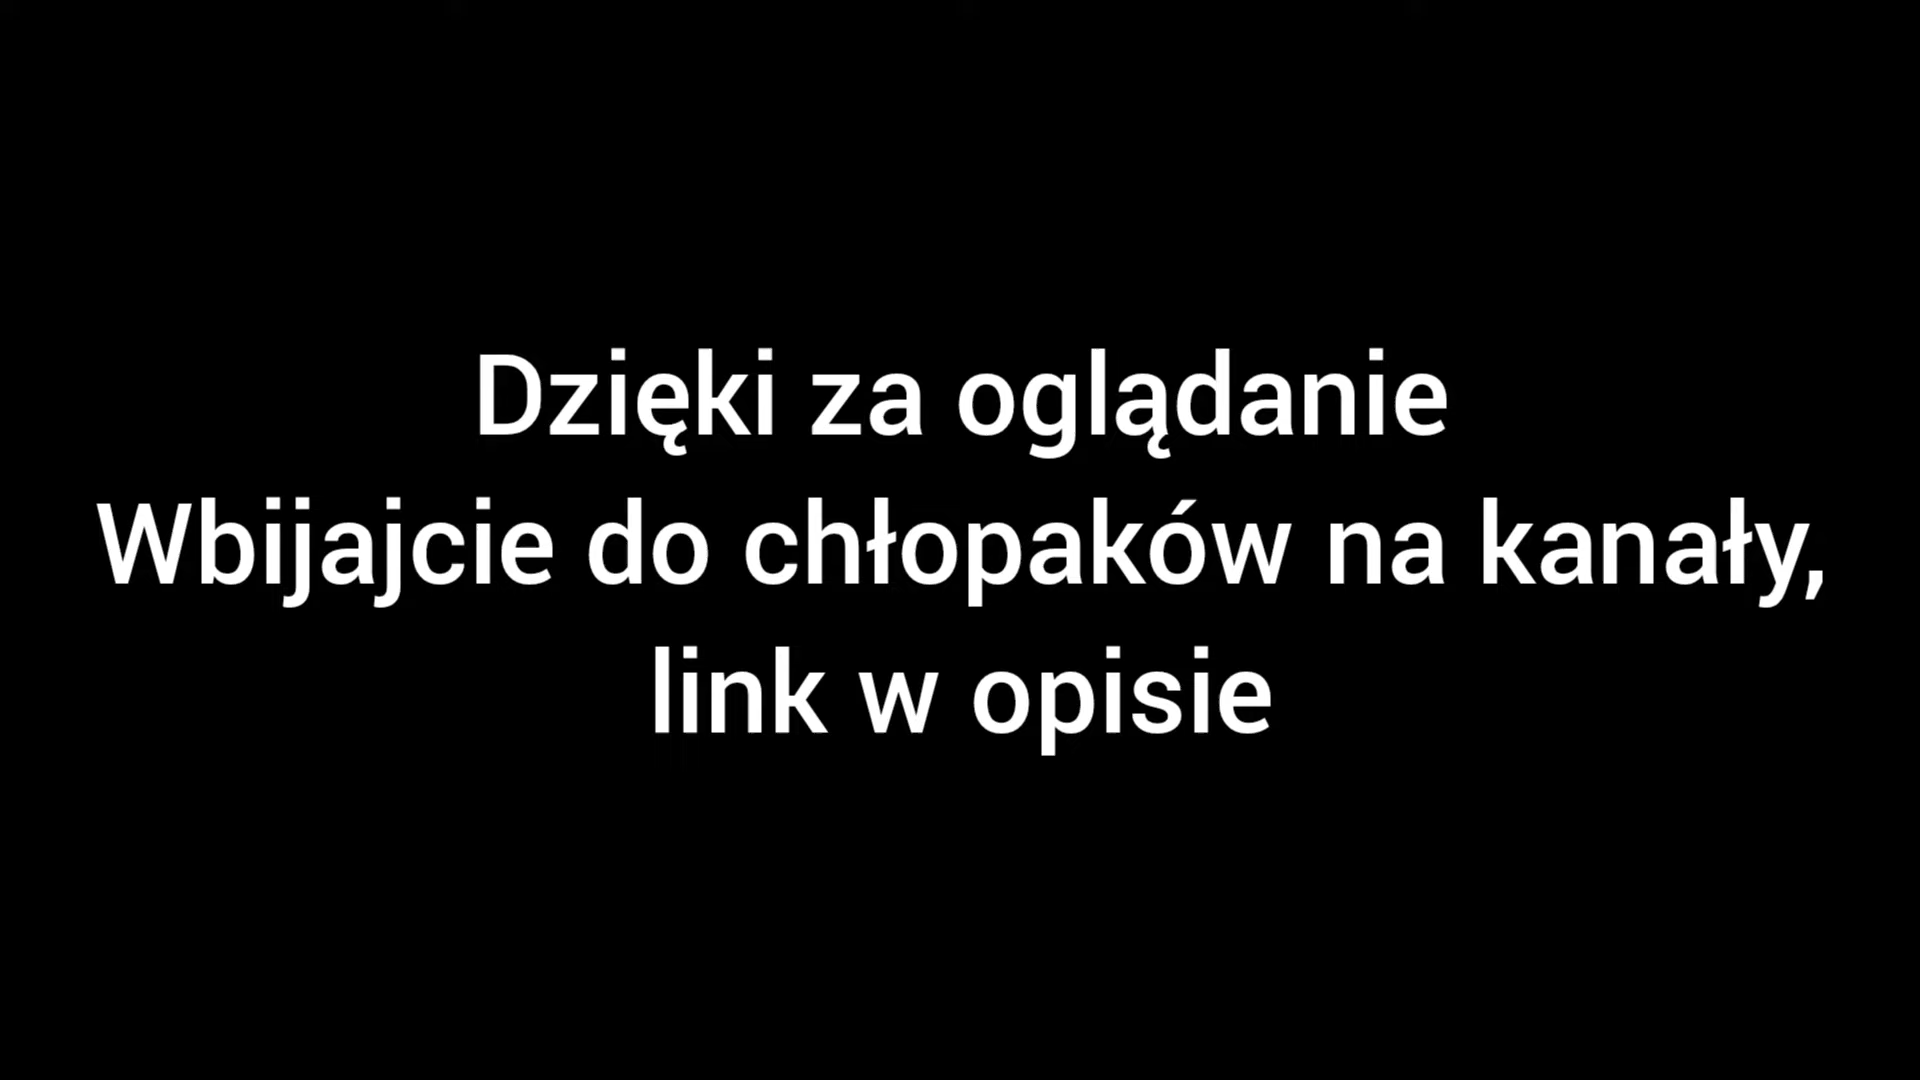 Dzięki za oglądanie
Wbijajcie do chłopaków na kanały,
link w opisie